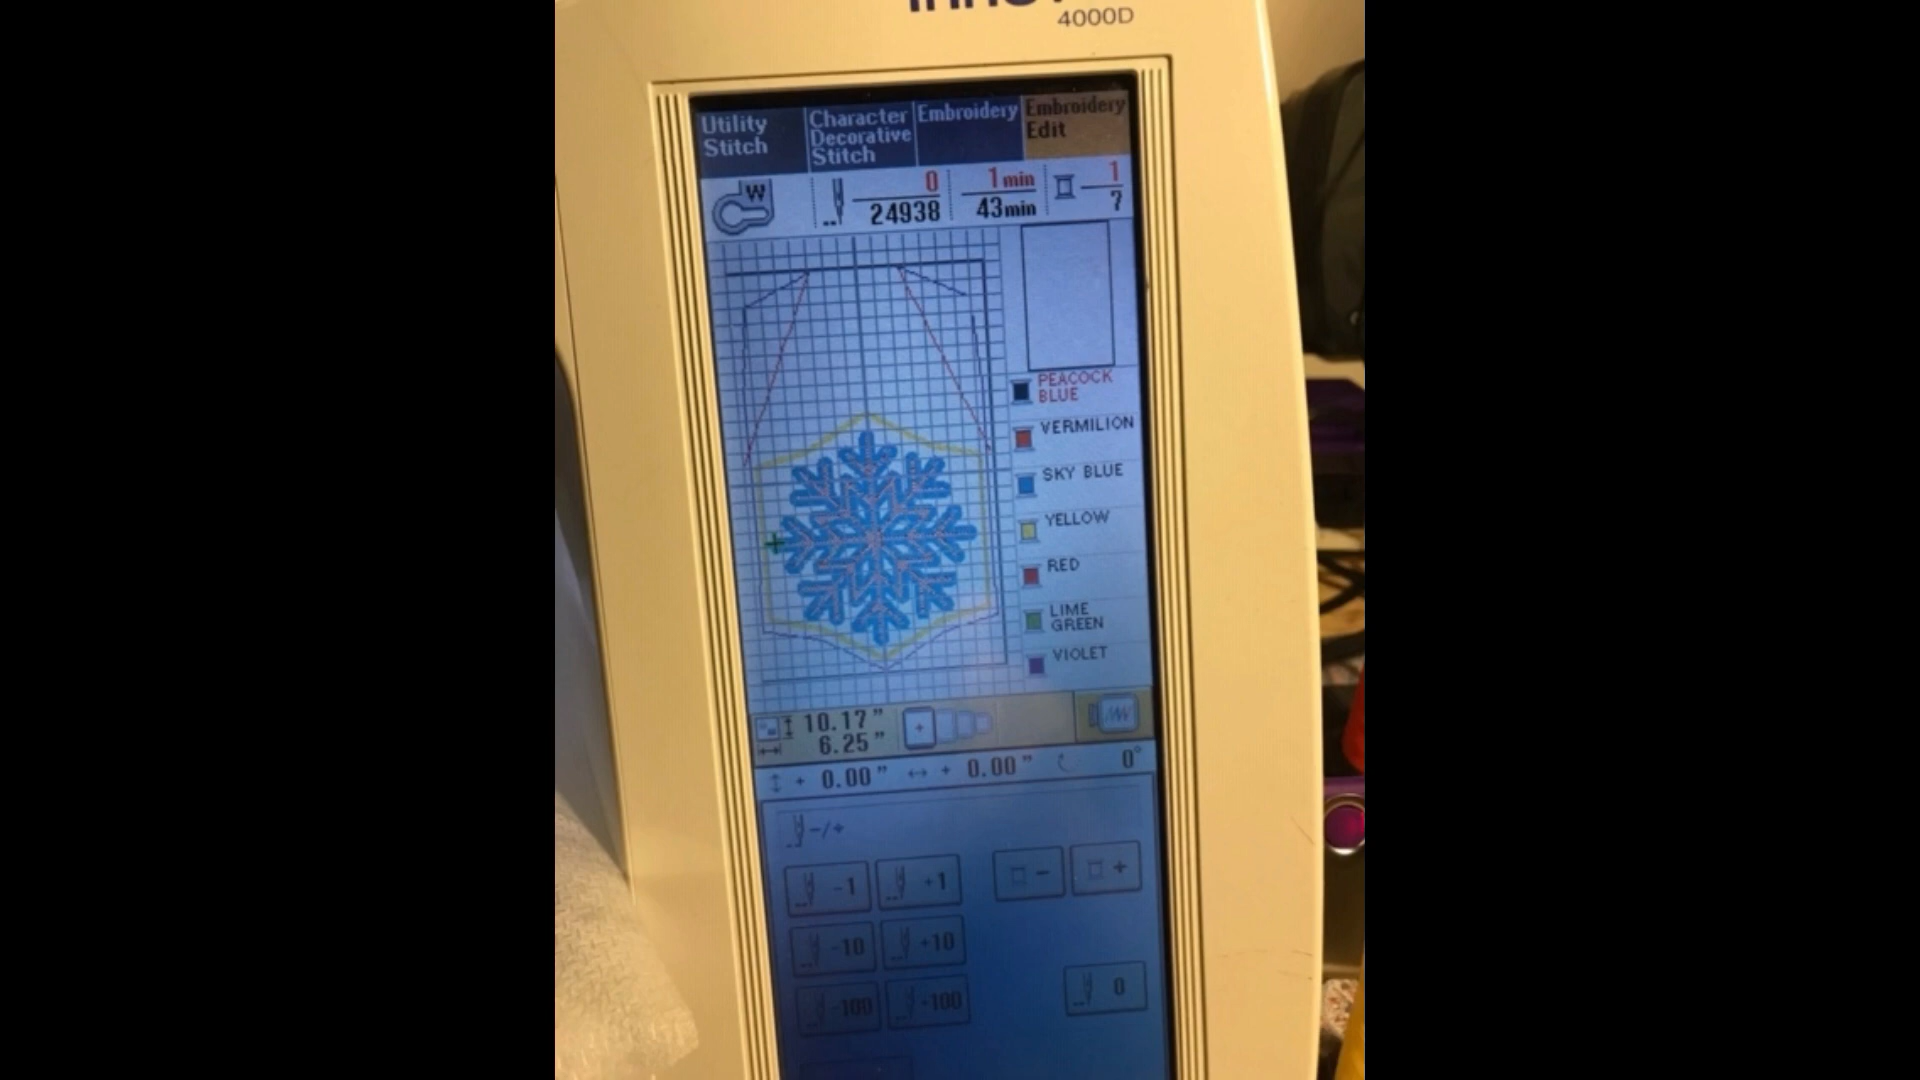 4000D
Utility
Stitch
Character
Decorative
Stitch
Embroidery
Embroidery
Edit
W
0
24938
1 min
43min
1
7
PEACOCK
BLUE
VERMILION
SKY BLUE
YELLOW
RED
LIME
GREEN
VIOLET
10.17"
6.25"
+ 0.00" ↔ + 0.00" 0°
-/+
-1
+1
-
+
-10
+10
-100
+100
0